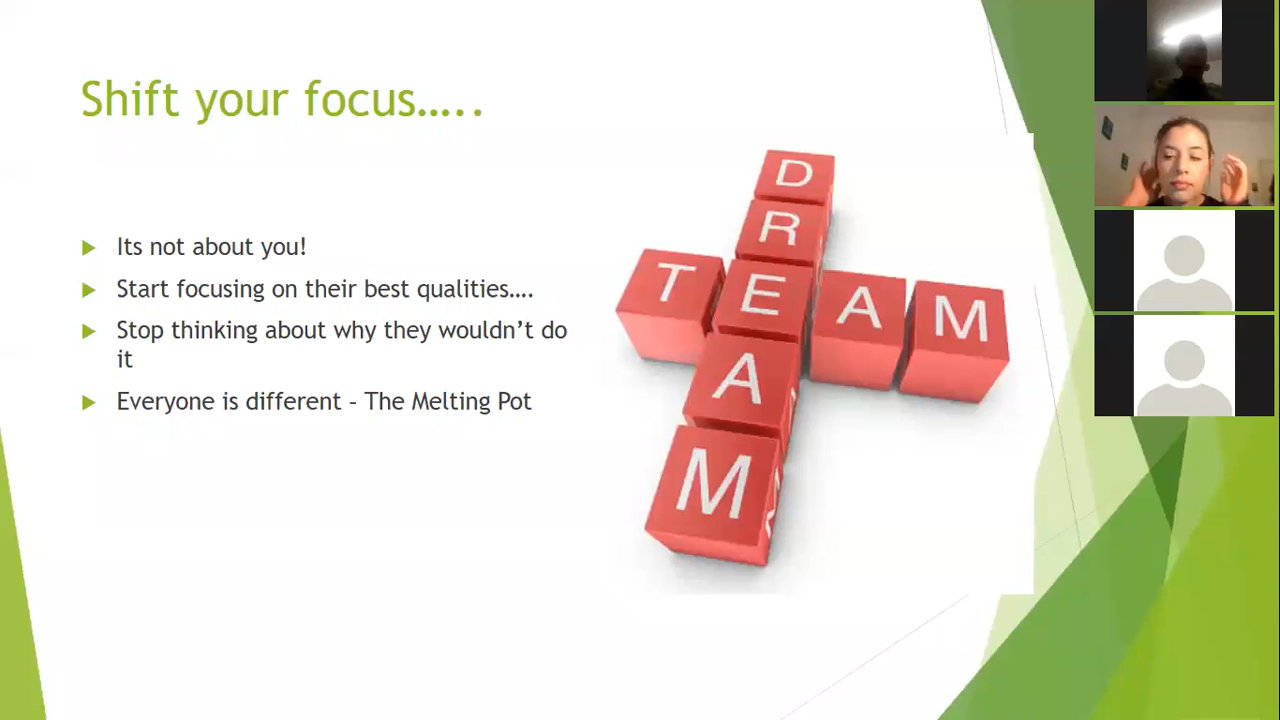 Shift your focus.....
Its not about you!
Start focusing on their best qualities....
Stop thinking about why they wouldn’t do
it
Everyone is different – The Melting Pot
DREAM
TEAM